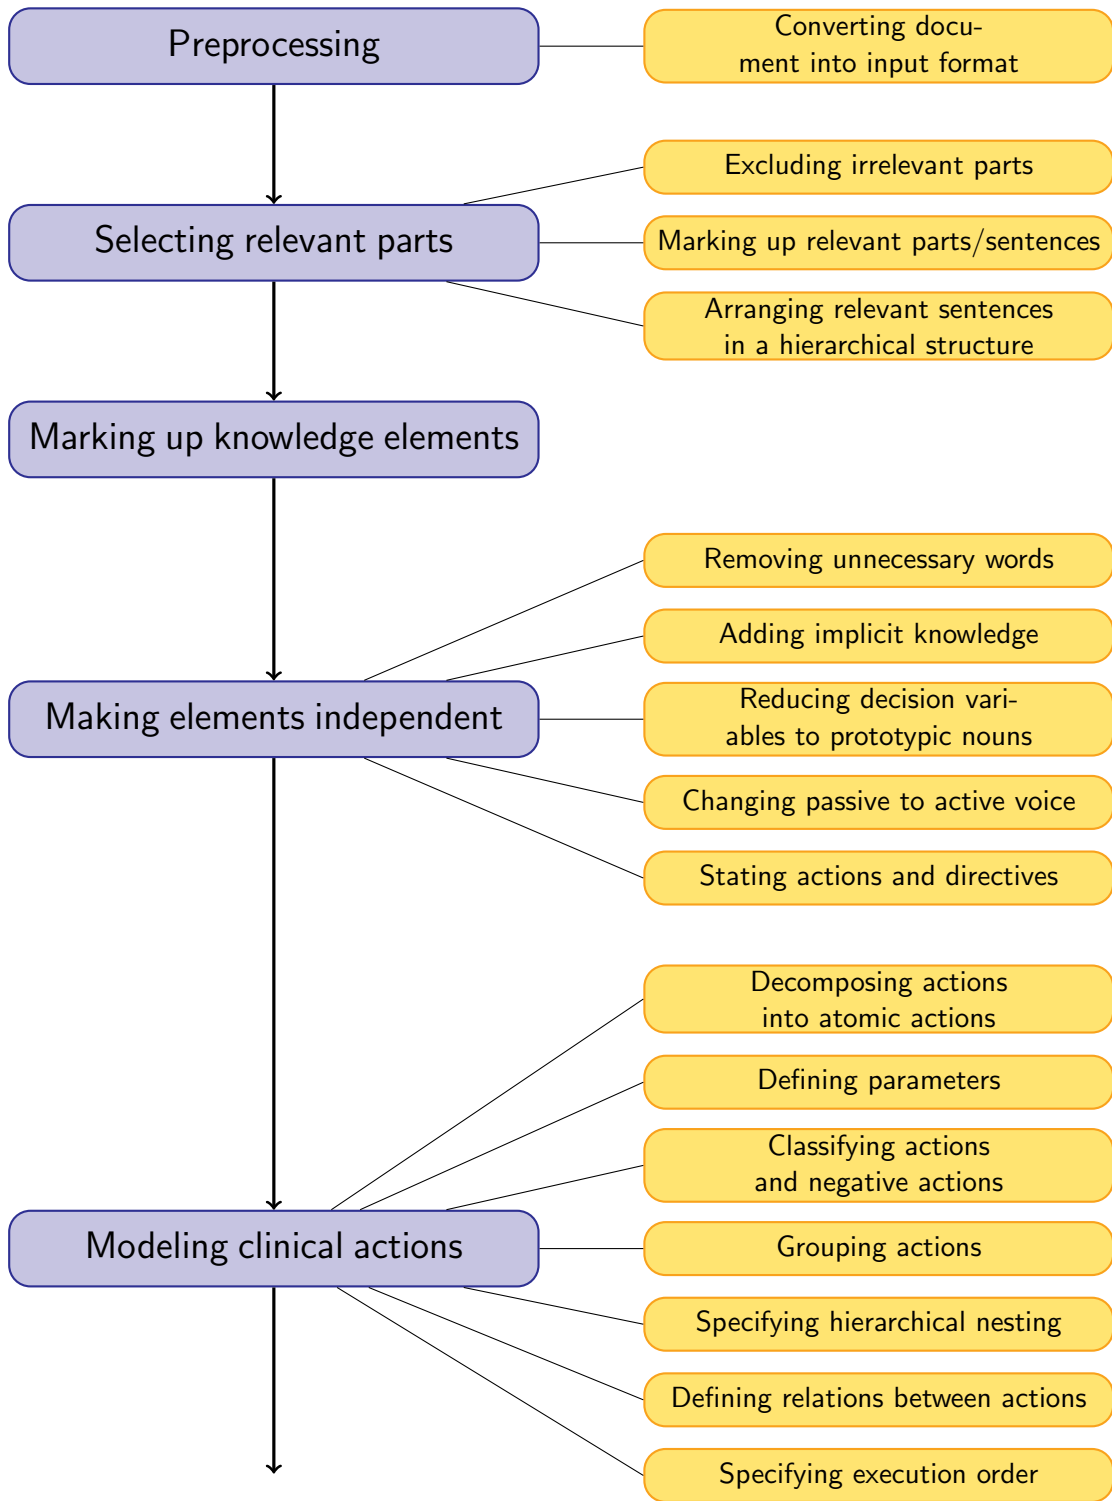 Preprocessing
Converting docu-
ment into input format
Excluding irrelevant parts
Selecting relevant parts
Marking up relevant parts/sentences
Arranging relevant sentences
in a hierarchical structure
Marking up knowledge elements
Removing unnecessary words
Adding implicit knowledge
Making elements independent
Reducing decision vari-
ables to prototypic nouns
Changing passive to active voice
Stating actions and directives
Decomposing actions
into atomic actions
Defining parameters
Classifying actions
and negative actions
Modeling clinical actions
Grouping actions
Specifying hierarchical nesting
Defining relations between actions
Specifying execution order